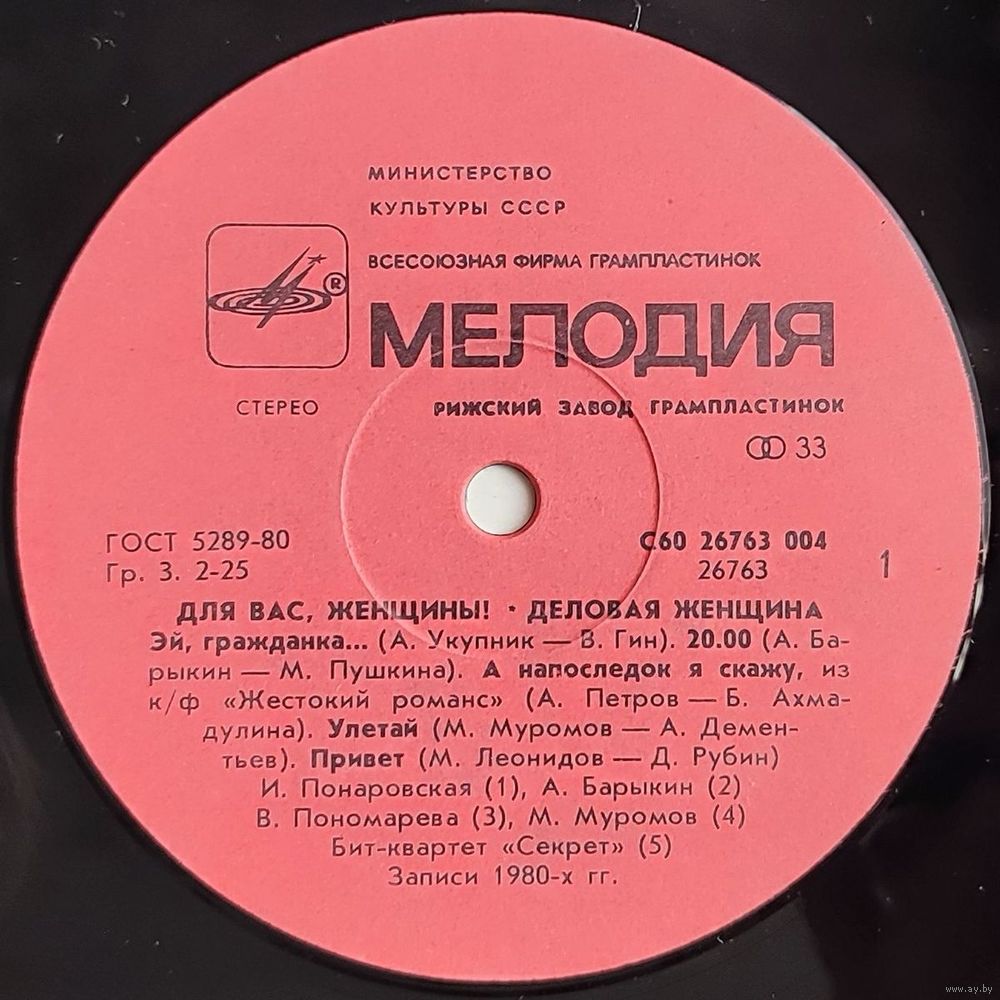 МИНИСТЕРСТВО
КУЛЬТУРЫ СССР
ВСЕСОЮЗНАЯ ФИРМА ГРАМПЛАСТИНОК
®
МЕЛОДИЯ
СТЕРЕО
РИЖСКИЙ ЗАВОД ГРАМПЛАСТИНОК
33
ГОСТ 5289-80
С60 26763 004
Гр. 3. 2-25
26763
1
ДЛЯ ВАС, ЖЕНЩИНЫ! · ДЕЛОВАЯ ЖЕНЩИНА
Эй, гражданка... (А. Укупник — В. Гин). 20.00 (А. Ба-
рыкин — М. Пушкина). А напоследок я скажу, из
к/ф «Жестокий романс» (А. Петров — Б. Ахма-
дулина). Улетай (М. Муромов — А. Демен-
тьев). Привет (М. Леонидов — Д. Рубин)
И. Понаровская (1), А. Барыкин (2)
В. Пономарева (3), М. Муромов (4)
Бит-квартет «Секрет» (5)
Записи 1980-х гг.
www.ay.by